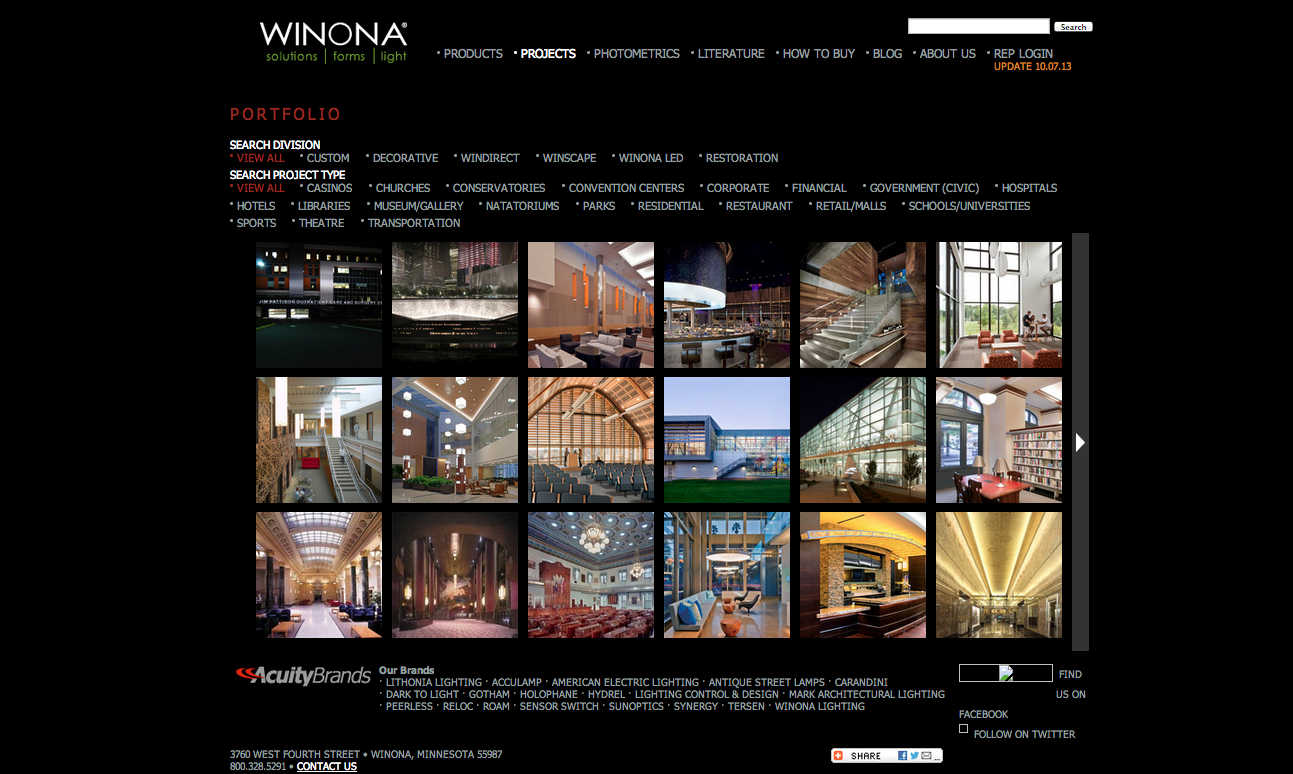 WINONA®
solutions | forms | light
Search
PRODUCTS PROJECTS PHOTOMETRICS LITERATURE HOW TO BUY BLOG ABOUT US REP LOGIN
UPDATE 10.07.13
PORTFOLIO
SEARCH DIVISION
VIEW ALL CUSTOM DECORATIVE WINDIRECT WINSCAPE WINONA LED RESTORATION
SEARCH PROJECT TYPE
VIEW ALL CASINOS CHURCHES CONSERVATORIES CONVENTION CENTERS CORPORATE FINANCIAL GOVERNMENT (CIVIC) HOSPITALS
HOTELS LIBRARIES MUSEUM/GALLERY NATATORIUMS PARKS RESIDENTIAL RESTAURANT RETAIL/MALLS SCHOOLS/UNIVERSITIES
SPORTS THEATRE TRANSPORTATION
JIM PATTISON OUTPATIENT CARE AND SURGERY
AcuityBrands
Our Brands
· LITHONIA LIGHTING · ACCULAMP · AMERICAN ELECTRIC LIGHTING · ANTIQUE STREET LAMPS · CARANDINI
· DARK TO LIGHT · GOTHAM · HOLOPHANE · HYDREL · LIGHTING CONTROL & DESIGN · MARK ARCHITECTURAL LIGHTING
· PEERLESS · RELOC · ROAM · SENSOR SWITCH · SUNOPTICS · SYNERGY · TERSEN · WINONA LIGHTING
FIND
US ON
FACEBOOK
FOLLOW ON TWITTER
3760 WEST FOURTH STREET • WINONA, MINNESOTA 55987
800.328.5291 • CONTACT US
SHARE